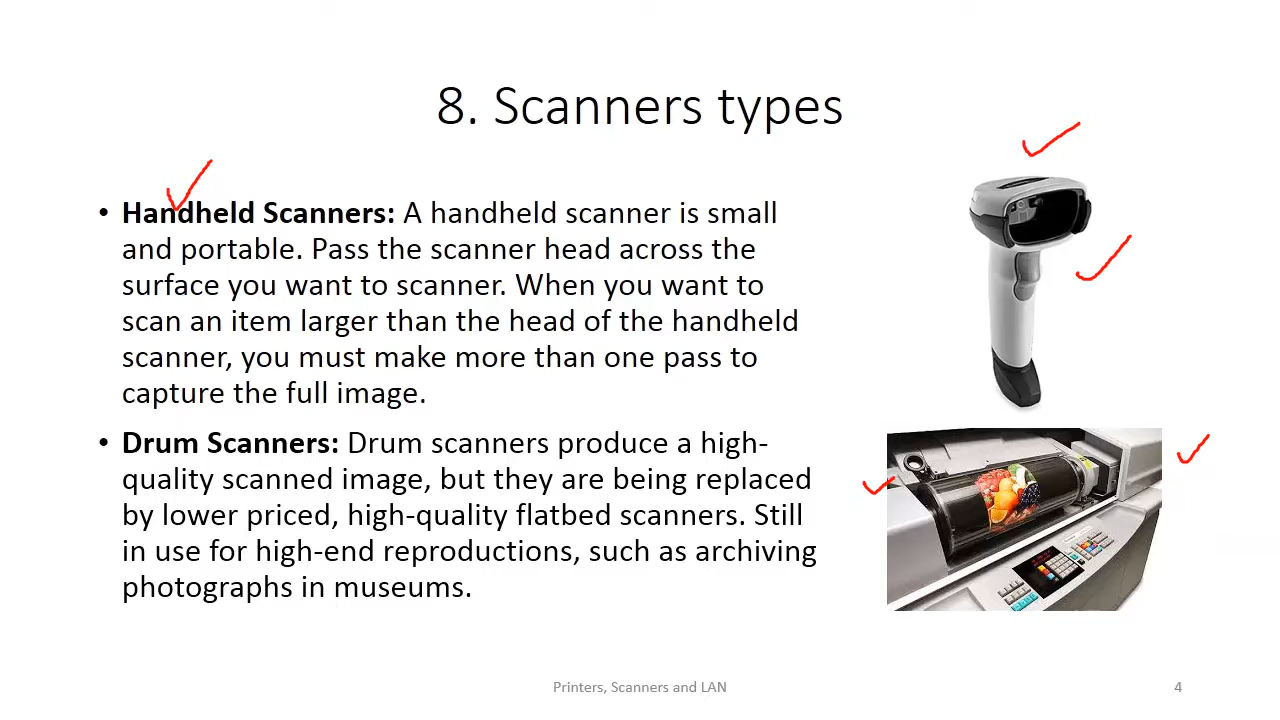 8. Scanners types
• Handheld Scanners: A handheld scanner is small
and portable. Pass the scanner head across the
surface you want to scanner. When you want to
scan an item larger than the head of the handheld
scanner, you must make more than one pass to
capture the full image.
• Drum Scanners: Drum scanners produce a high-
quality scanned image, but they are being replaced
by lower priced, high-quality flatbed scanners. Still
in use for high-end reproductions, such as archiving
photographs in museums.
Printers, Scanners and LAN
4